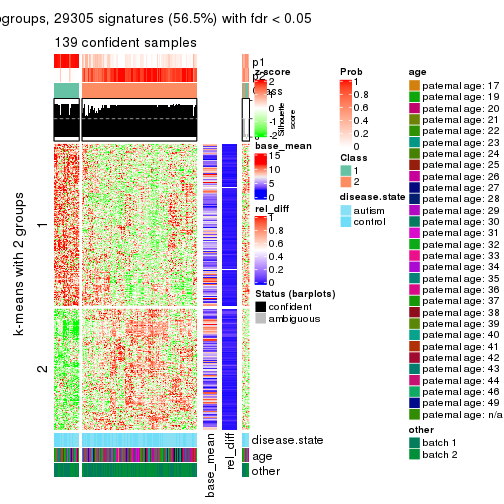 ogroups, 29305 signatures (56.5%) with fdr < 0.05
139 confident samples
p1
p2
z-score
2
1
0
-1
-2
Silhouette
score
base_mean
15
10
5
0
rel_diff
1
0.8
0.6
0.4
0.2
0
Status (barplots)
confident
ambiguous
Prob
1
0.8
0.6
0.4
0.2
0
Class
1
2
disease.state
autism
control
age
paternal age: 17
paternal age: 19
paternal age: 20
paternal age: 21
paternal age: 22
paternal age: 23
paternal age: 24
paternal age: 25
paternal age: 26
paternal age: 27
paternal age: 28
paternal age: 29
paternal age: 30
paternal age: 31
paternal age: 32
paternal age: 33
paternal age: 34
paternal age: 35
paternal age: 36
paternal age: 37
paternal age: 38
paternal age: 39
paternal age: 40
paternal age: 41
paternal age: 42
paternal age: 43
paternal age: 44
paternal age: 46
paternal age: 49
paternal age: n/a
other
batch 1
batch 2
k-means with 2 groups
1
2
base_mean
rel_diff
disease.state
age
other